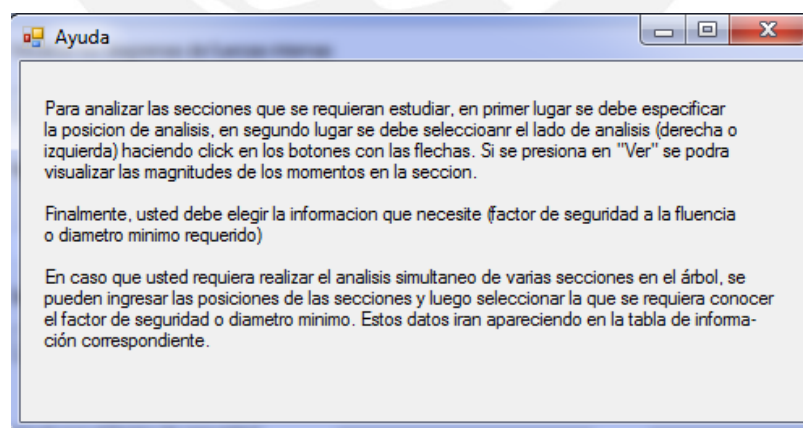 Ayuda
Para analizar las secciones que se requieran estudiar, en primer lugar se debe especificar
la posicion de analisis, en segundo lugar se debe seleccioanr el lado de analisis (derecha o
izquierda) haciendo click en los botones con las flechas. Si se presiona en "Ver" se podra
visualizar las magnitudes de los momentos en la seccion.
Finalmente, usted debe elegir la informacion que necesite (factor de seguridad a la fluencia
o diametro minimo requerido)
En caso que usted requiera realizar el analisis simultaneo de varias secciones en el árbol, se
pueden ingresar las posiciones de las secciones y luego seleccionar la que se requiera conocer
el factor de seguridad o diametro minimo. Estos datos iran apareciendo en la tabla de informa-
ción correspondiente.